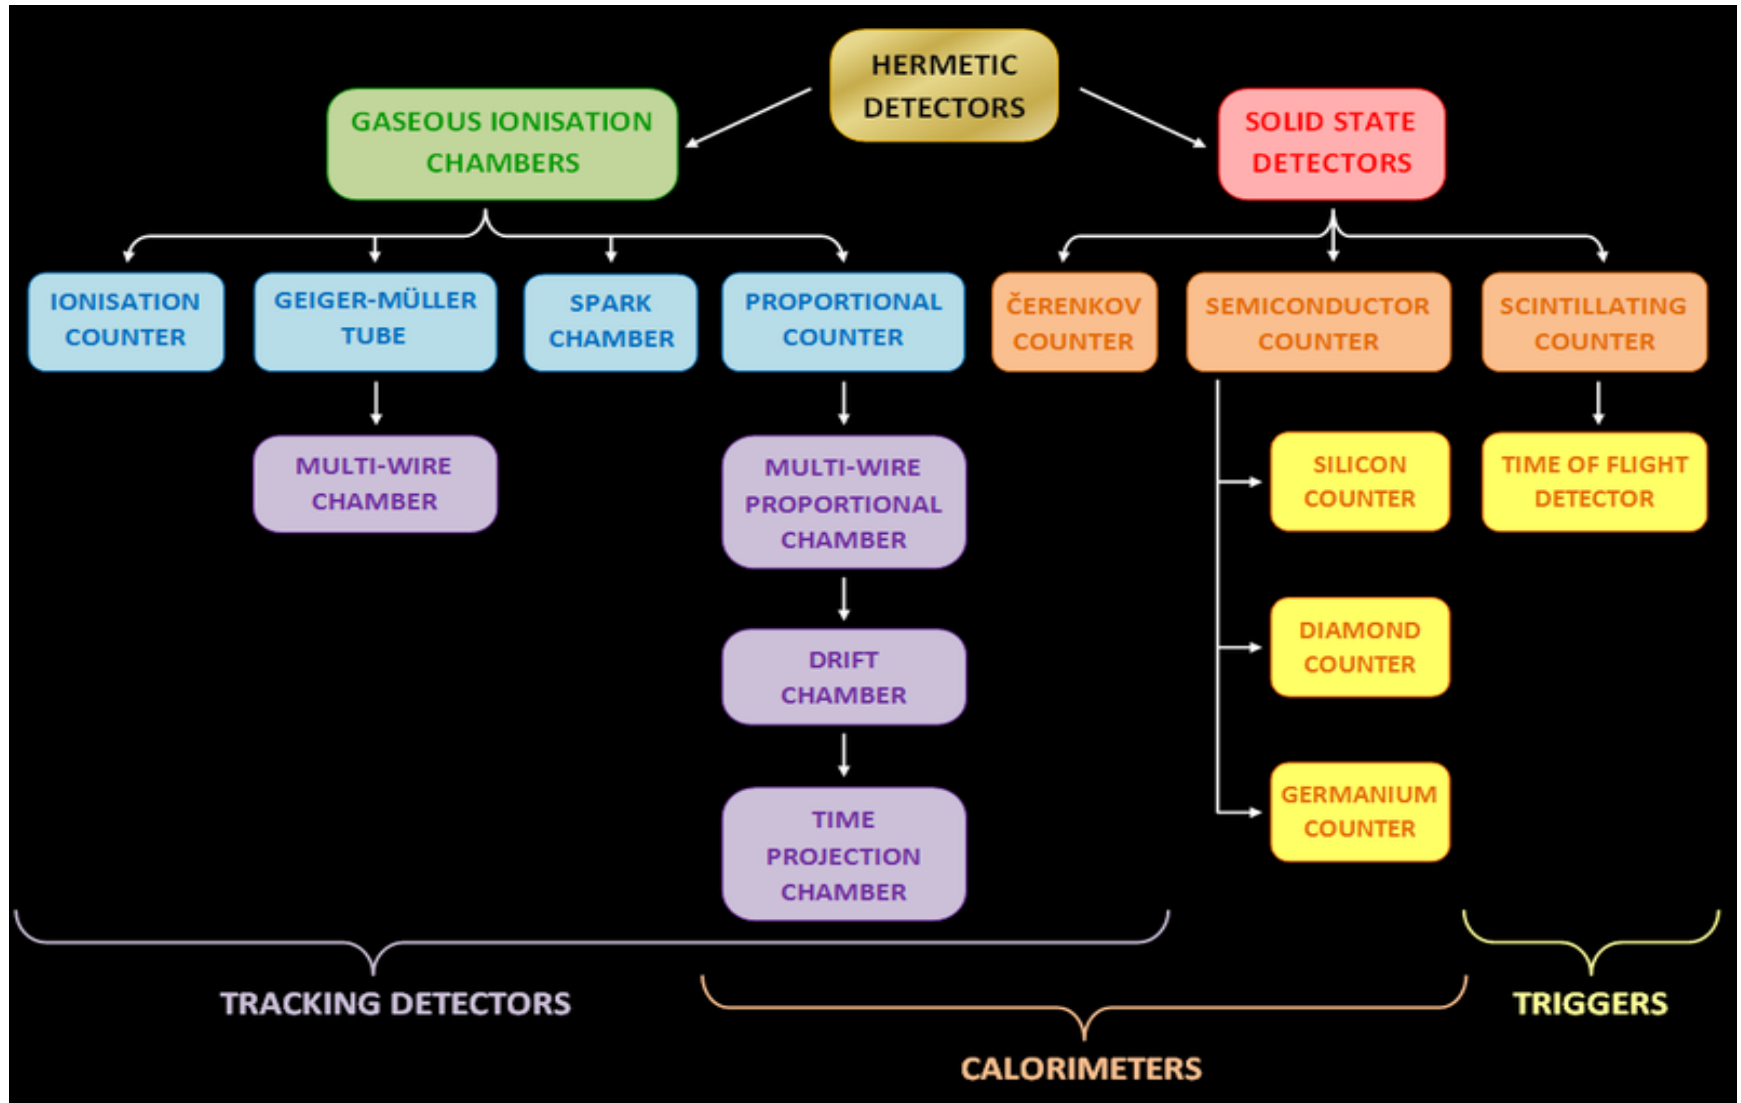 HERMETIC
DETECTORS
GASEOUS IONISATION
CHAMBERS
SOLID STATE
DETECTORS
IONISATION
COUNTER
GEIGER-MÜLLER
TUBE
SPARK
CHAMBER
PROPORTIONAL
COUNTER
ČERENKOV
COUNTER
SEMICONDUCTOR
COUNTER
SCINTILLATING
COUNTER
MULTI-WIRE
CHAMBER
MULTI-WIRE
PROPORTIONAL
CHAMBER
SILICON
COUNTER
TIME OF FLIGHT
DETECTOR
DRIFT
CHAMBER
DIAMOND
COUNTER
TIME
PROJECTION
CHAMBER
GERMANIUM
COUNTER
TRACKING DETECTORS
CALORIMETERS
TRIGGERS